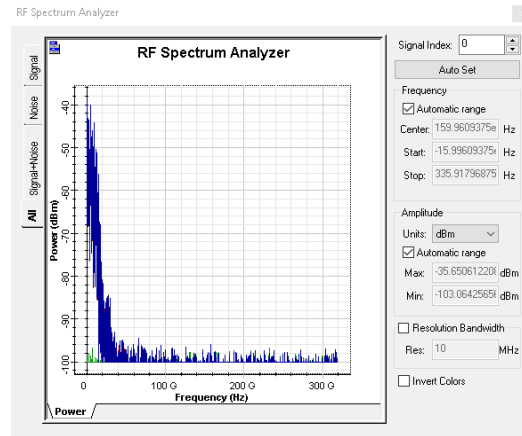 RF Spectrum Analyzer
RF Spectrum Analyzer
Signal
Noise
Signal+Noise
All
Power (dBm)
-40
-50
-60
-70
-80
-90
-100
0
100 G
200 G
300 G
Frequency (Hz)
Power
Signal Index: 0
Auto Set
Frequency
Automatic range
Center: 159.9609375e Hz
Start: -15.99609375e Hz
Stop: 335.91796875 Hz
Amplitude
Units: dBm
Automatic range
Max: -35.650612200 dBm
Min: -103.06425656 dBm
Resolution Bandwidth
Res: 10 MHz
Invert Colors